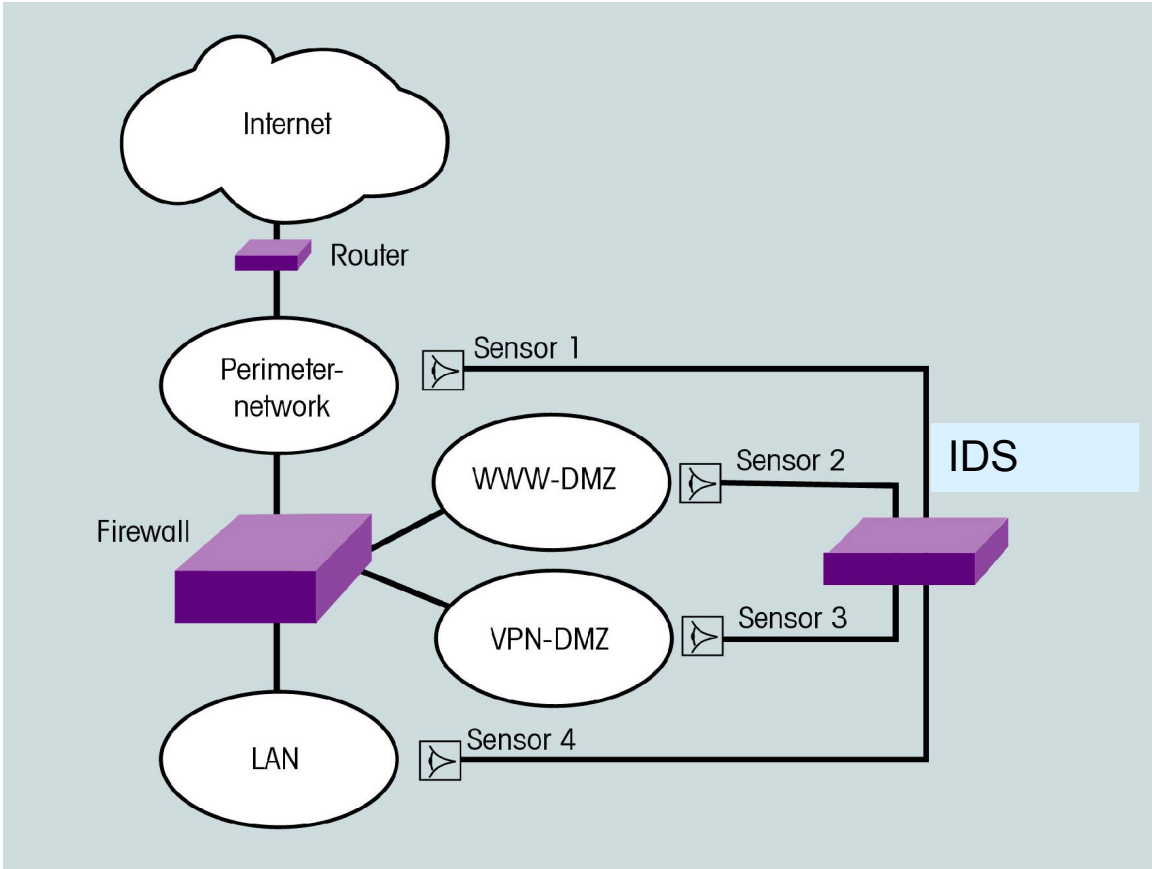 Internet
Router
Perimeter-
network
Sensor 1
WWW-DMZ
Sensor 2
IDS
Firewall
VPN-DMZ
Sensor 3
LAN
Sensor 4